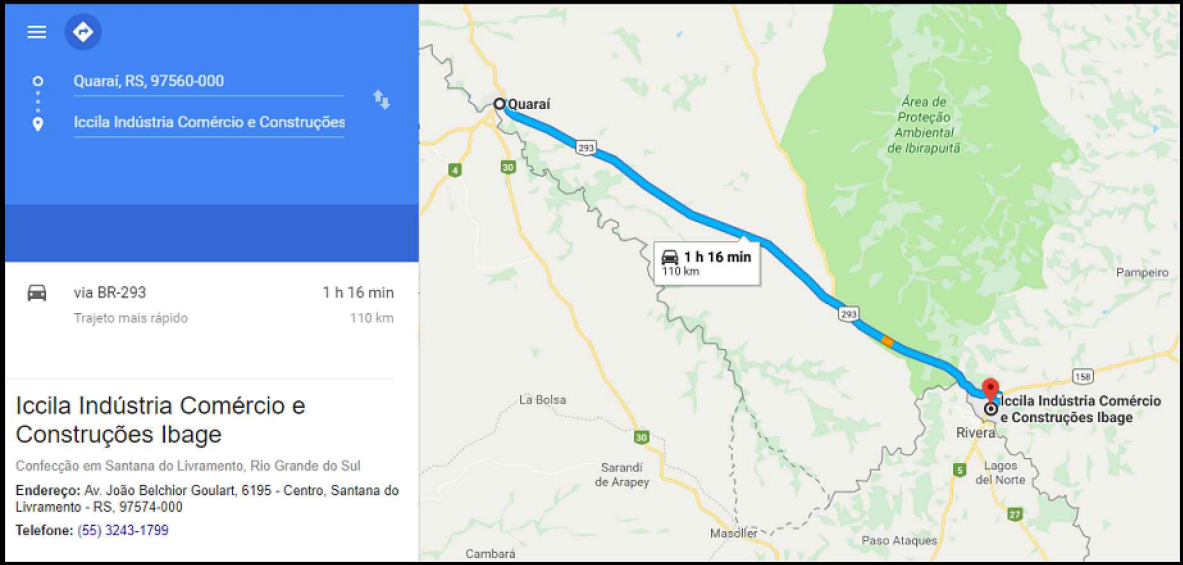 Quaraí, RS, 97560-000
Iccila Indústria Comércio e Construções
via BR-293
1 h 16 min
Trajeto mais rápido
110 km
Iccila Indústria Comércio e
Construções Ibage
Confecção em Santana do Livramento, Rio Grande do Sul
Endereço: Av. João Belchior Goulart, 6195 - Centro, Santana do
Livramento - RS, 97574-000
Telefone: (55) 3243-1799
Quaraí
Área de
Proteção
Ambiental
de Ibirapuitã
293
4
30
1 h 16 min
110 km
Pampeiro
293
158
Iccila Indústria Comércio
e Construções Ibage
La Bolsa
Rivera
30
Sarandí
de Arapey
5
Lagos
del Norte
27
Masoller
Paso Ataques
Cambará